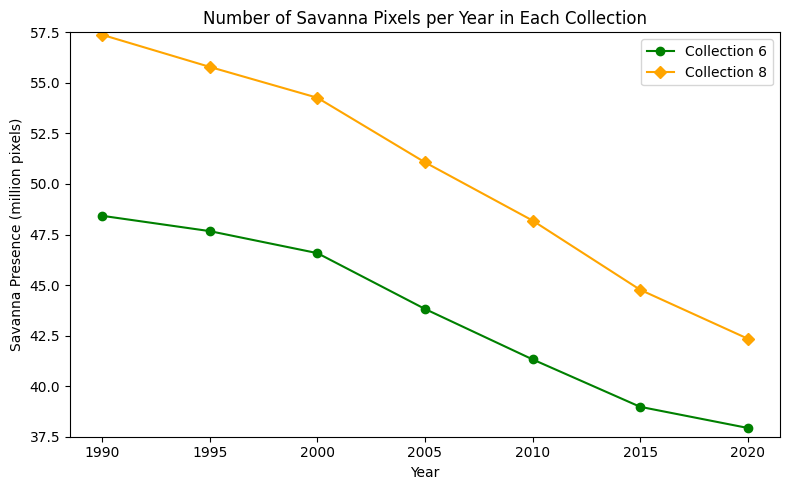 Number of Savanna Pixels per Year in Each Collection
Collection 6
Collection 8
Savanna Presence (million pixels)
57.5
55.0
52.5
50.0
47.5
45.0
42.5
40.0
37.5
1990 1995 2000 2005 2010 2015 2020
Year